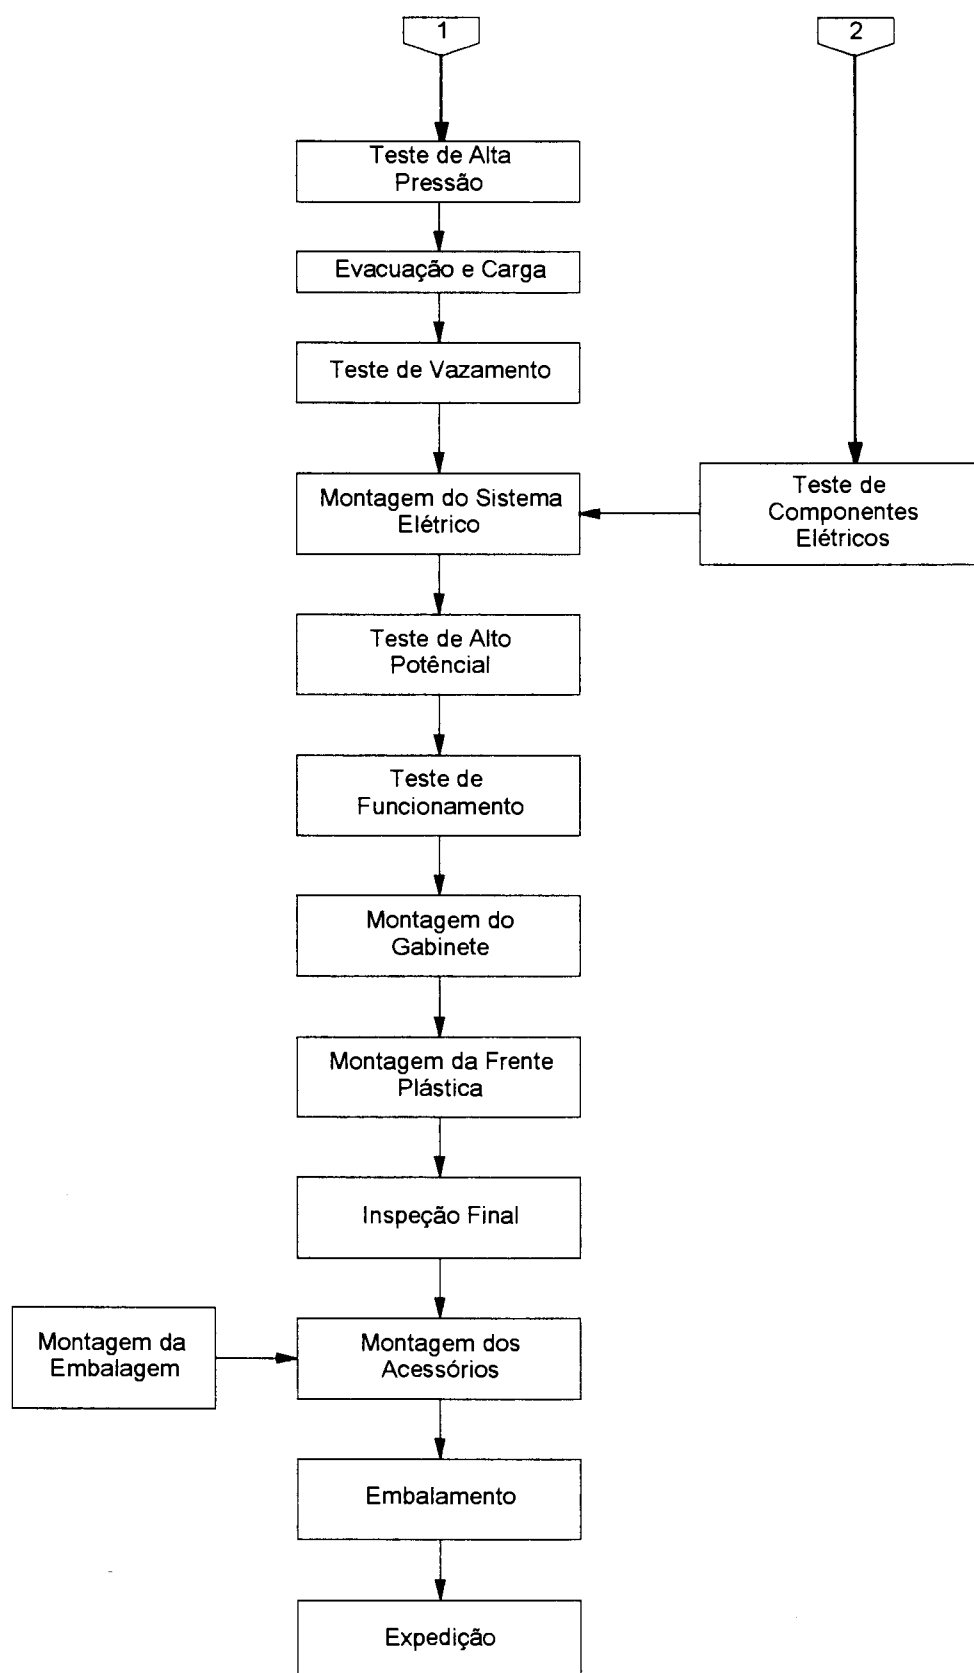 1
2
Teste de Alta
Pressão
Evacuação e Carga
Teste de Vazamento
Montagem do Sistema
Elétrico
Teste de
Componentes
Elétricos
Teste de Alto
Potêncial
Teste de
Funcionamento
Montagem do
Gabinete
Montagem da Frente
Plástica
Inspeção Final
Montagem da
Embalagem
Montagem dos
Acessórios
Embalamento
Expedição